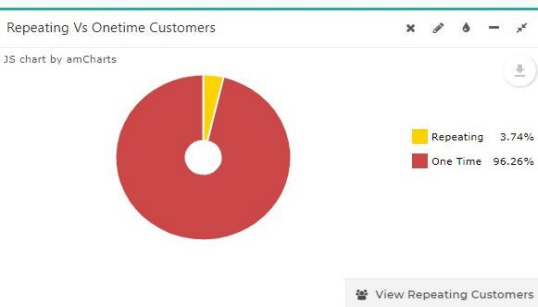 Repeating Vs Onetime Customers
JS chart by amCharts
Repeating 3.74%
One Time 96.26%
View Repeating Customers